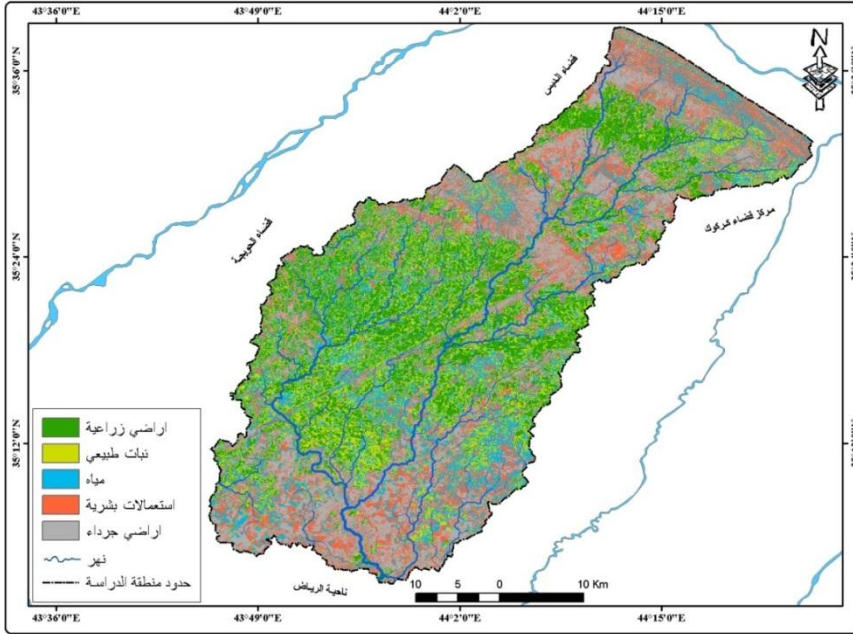 43°36'0"E 43°49'0"E 44°2'0"E 44°15'0"E
N
35°36'0"N
35°24'0"N
35°12'0"N
قضاء الدبس
مركز قضاء كركوك
قضاء الحويجة
ناحية الرياض
اراضي زراعية
نبات طبيعي
مياه
استعمالات بشرية
اراضي جرداء
نهر
حدود منطقة الدراسة
10 5 0 10 Km
43°36'0"E 43°49'0"E 44°2'0"E 44°15'0"E